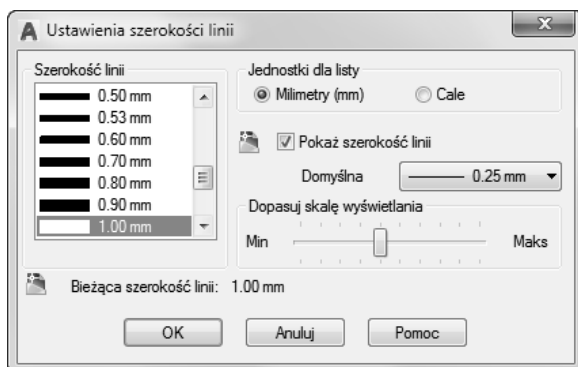 Ustawienia szerokości linii
Szerokość linii
0.50 mm
0.53 mm
0.60 mm
0.70 mm
0.80 mm
0.90 mm
1.00 mm
Jednostki dla listy
Milimetry (mm) Cale
Pokaż szerokość linii
Domyślna 0.25 mm
Dopasuj skalę wyświetlania
Min Maks
Bieżąca szerokość linii: 1.00 mm
OK Anuluj Pomoc